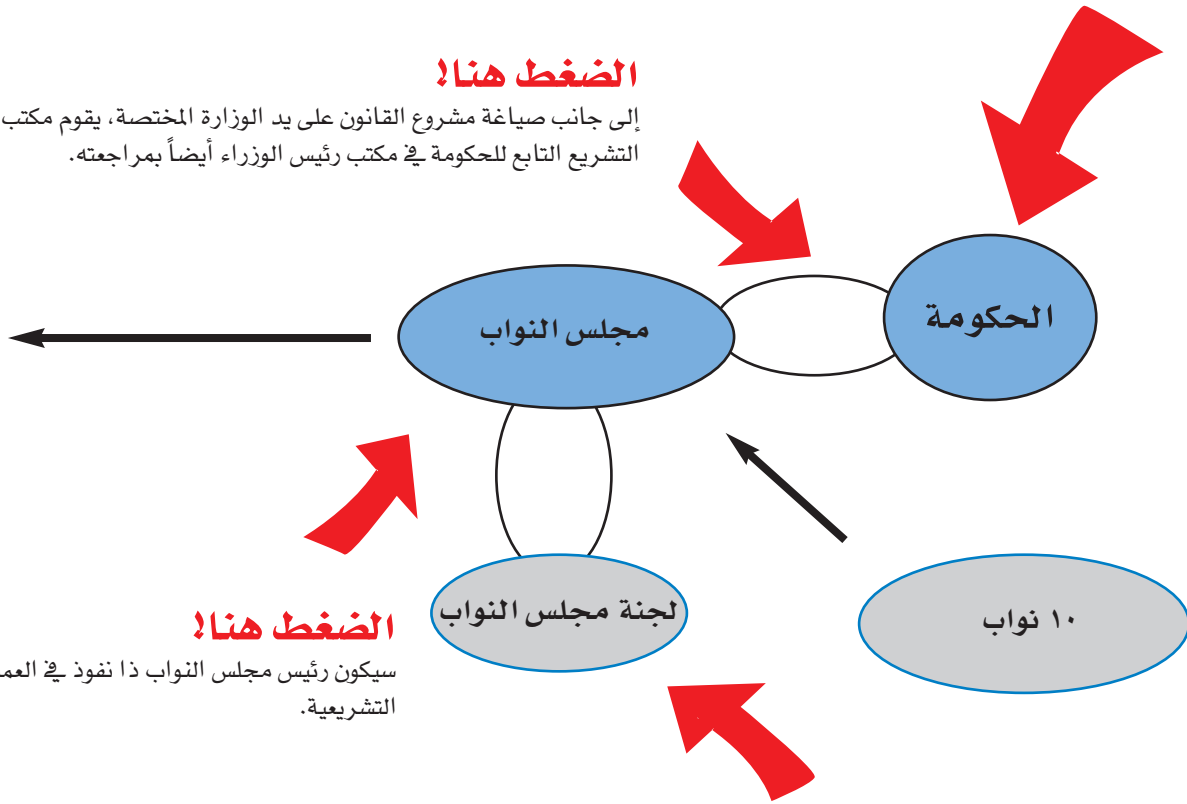 الضغط هنا!
إلى جانب صياغة مشروع القانون على يد الوزارة المختصة، يقوم مكتب
التشريع التابع للحكومة في مكتب رئيس الوزراء أيضاً بمراجعته.
الحكومة
مجلس النواب
١٠ نواب
لجنة مجلس النواب
الضغط هنا!
سيكون رئيس مجلس النواب ذا نفوذ في
التشريعية.